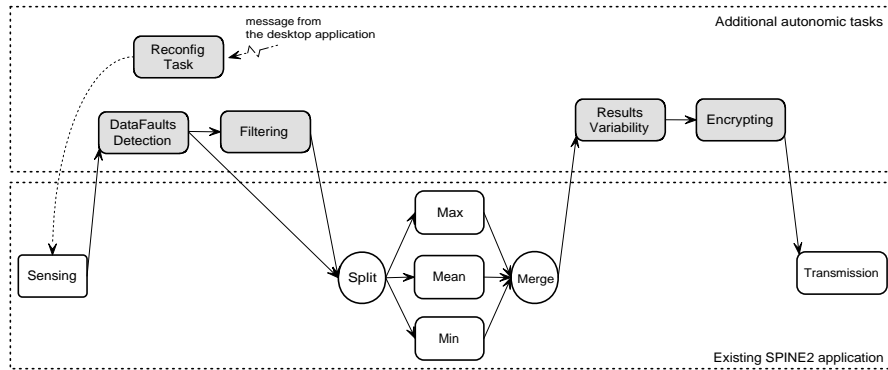 message from
the desktop application
Additional autonomic tasks
Reconfig
Task
DataFaults
Detection
Filtering
Results
Variability
Encrypting
Max
Sensing
Split
Mean
Merge
Transmission
Min
Existing SPINE2 application